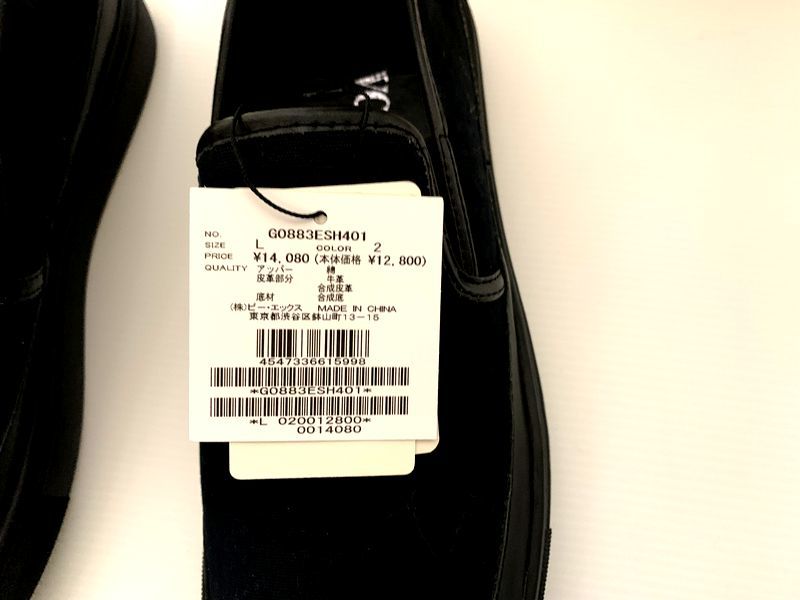 NO. G0883ESH401
SIZE L COLOR 2
PRICE ¥14,080 (本体価格 ¥12,800)
QUALITY アッパー 綿
皮革部分 牛革
合成皮革
底材 合成底
(株)ビー・エックス MADE IN CHINA
東京都渋谷区鉢山町13-15
4547336615998
*G0883ESH401*
*L 020012800*
0014080